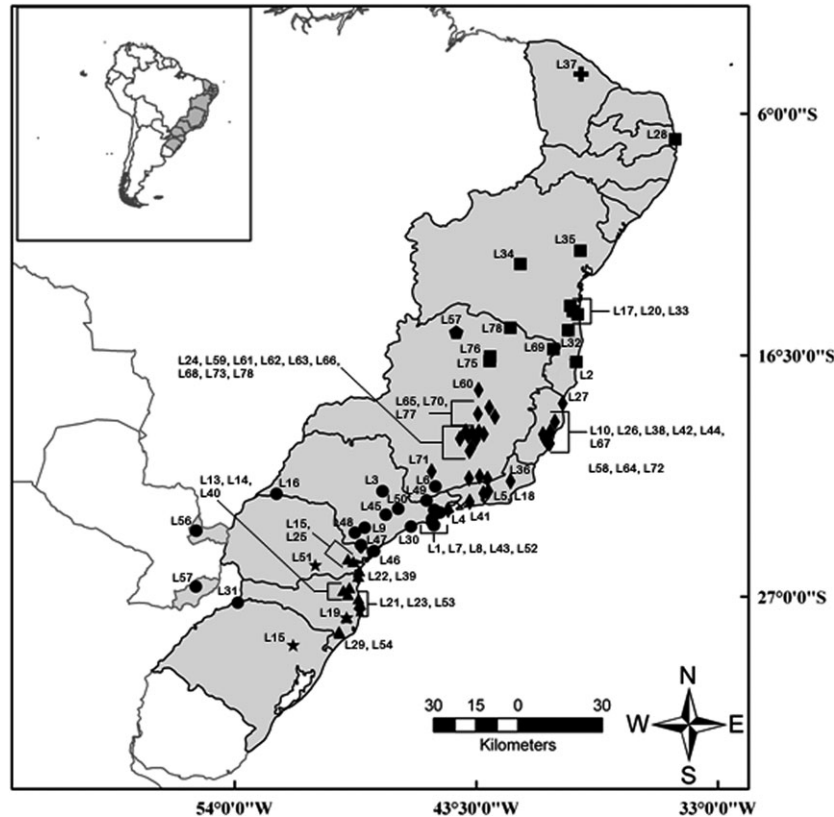 L37
6°0'0"S
L28
L35
L34
L17, L20, L33
L57
L78
L32
L76
L75
L69
16°30'0"S
L24, L59, L61, L62, L63, L66,
L68, L73, L78
L2
L60
L27
L65, L70,
L77
L10, L26, L38, L42, L44,
L67
L58, L64, L72
L71
L13, L14,
L40
L16
L3
L6
L36
L49
L50
L5, L18
L45
L41
L4
L56
L15,
L25
L48
L9
L30
L47
L1, L7, L8, L43, L52
L46
L51
L22, L39
L57
L31
27°0'0"S
L21, L23, L53
L19
L15
L29, L54
N
W
E
S
30 15 0 30
Kilometers
54°0'0"W
43°30'0"W
33°0'0"W